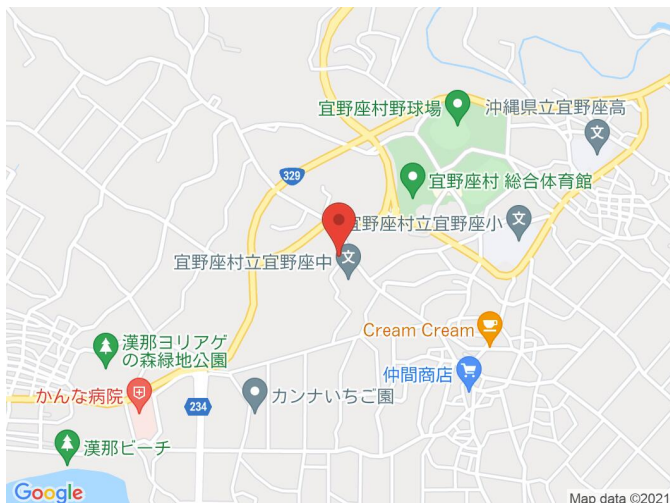 宜野座村野球場
沖縄県立宜野座高
文
329
宜野座村 総合体育館
宜野座村立宜野座小
文
宜野座村立宜野座中
文
Cream Cream
漢那ヨリアゲ
の森緑地公園
仲間商店
かんな病院
234
カンナいちご園
漢那ビーチ
Google
Map data ©2021